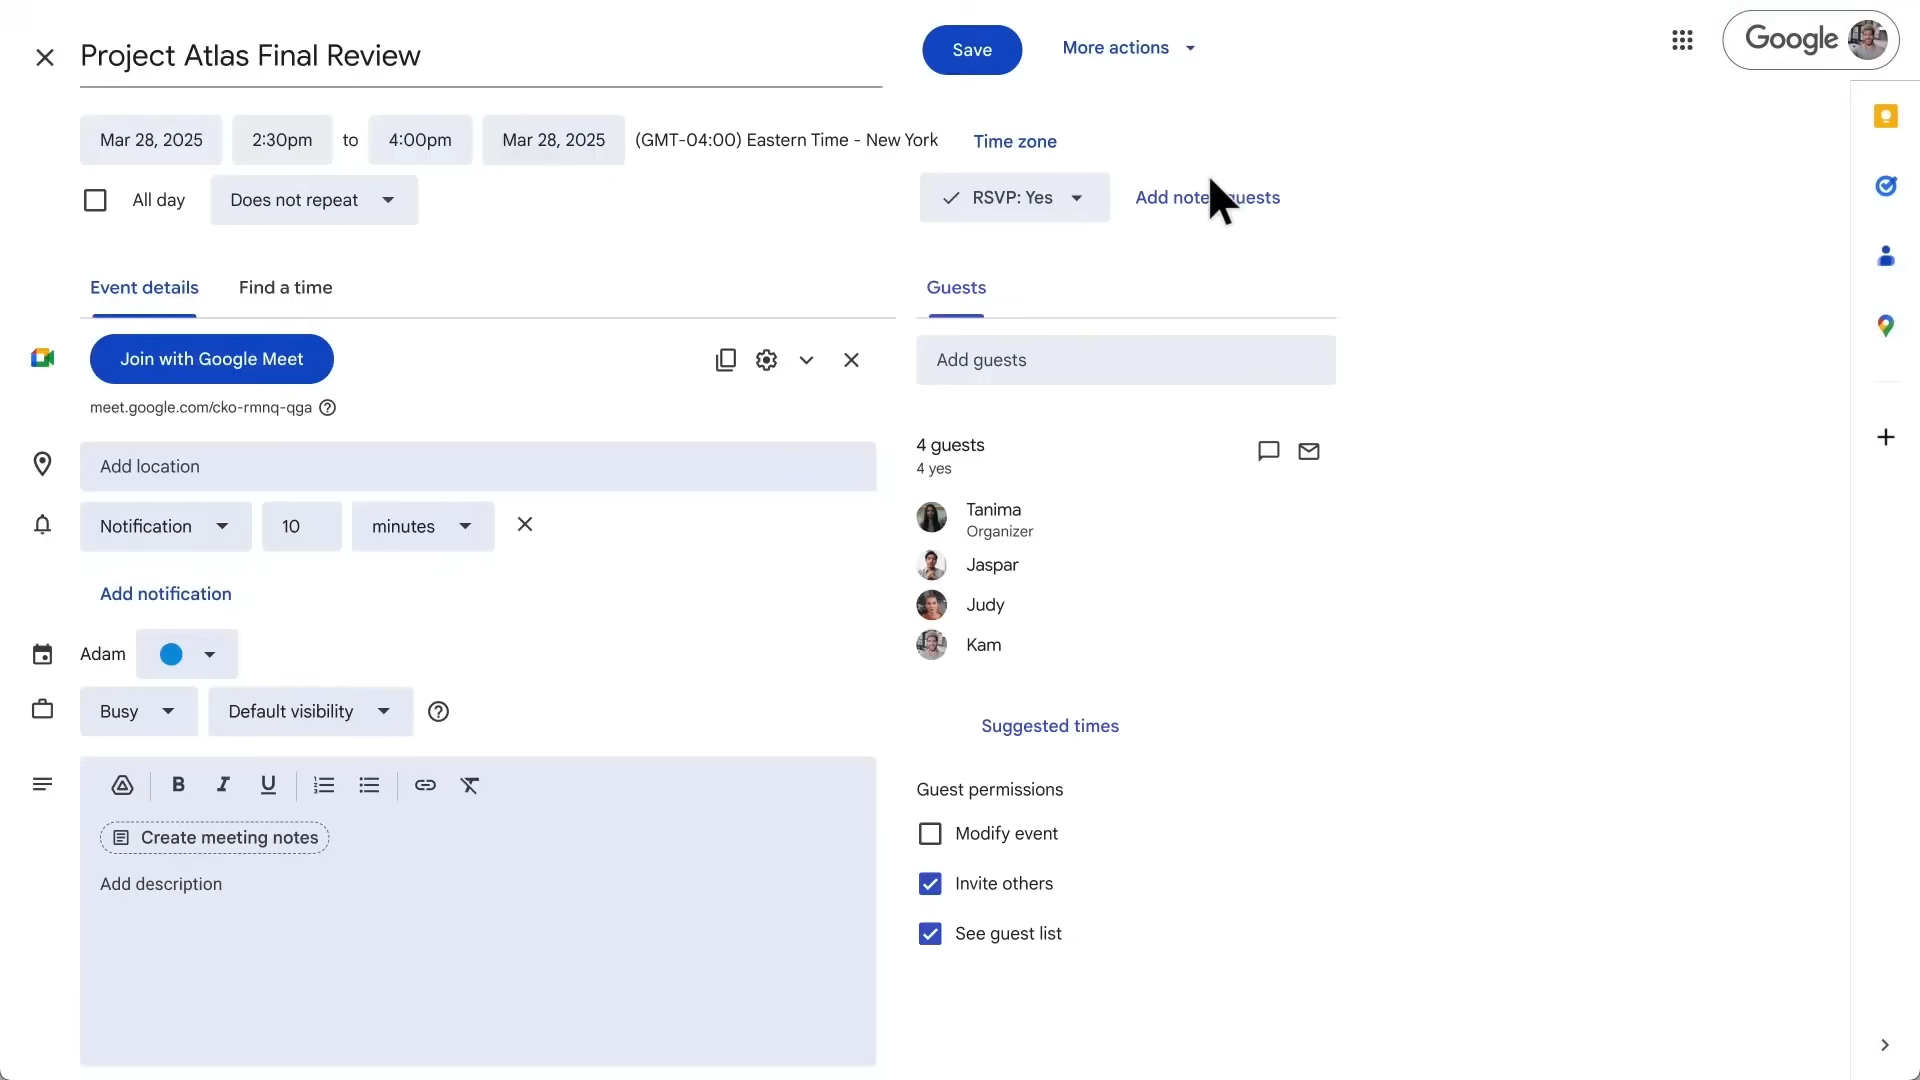 Project Atlas Final Review
Save
More actions
Google
Mar 28, 2025 2:30pm to 4:00pm Mar 28, 2025 (GMT-04:00) Eastern Time - New York Time zone
All day Does not repeat
RSVP: Yes
Add note guests
Event details Find a time
Guests
Join with Google Meet
meet.google.com/cko-rmnq-qga
Add guests
Add location
4 guests
4 yes
Notification 10 minutes
Tanima
Organizer
Jaspar
Add notification
Judy
Adam
Kam
Busy Default visibility
Suggested times
B I U
Create meeting notes
Add description
Guest permissions
Modify event
Invite others
See guest list